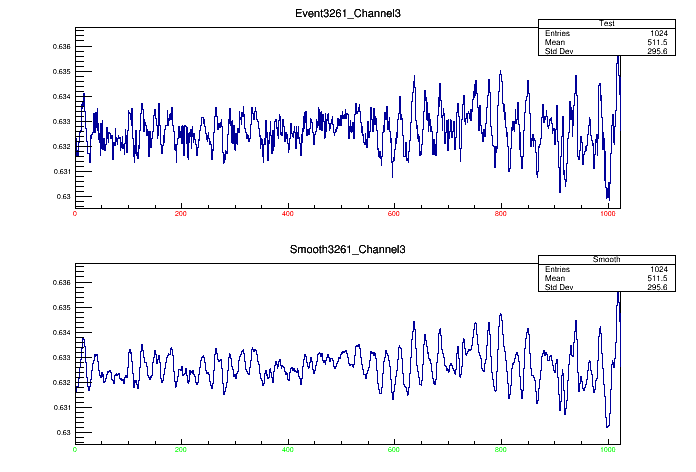 Event3261_Channel3
Test
Entries 1024
Mean 511.5
Std Dev 295.6
0.636
0.635
0.634
0.633
0.632
0.631
0.63
0 200 400 600 800 1000
Smooth3261_Channel3
Smooth
Entries 1024
Mean 511.5
Std Dev 295.6
0.636
0.635
0.634
0.633
0.632
0.631
0.63
0 200 400 600 800 1000